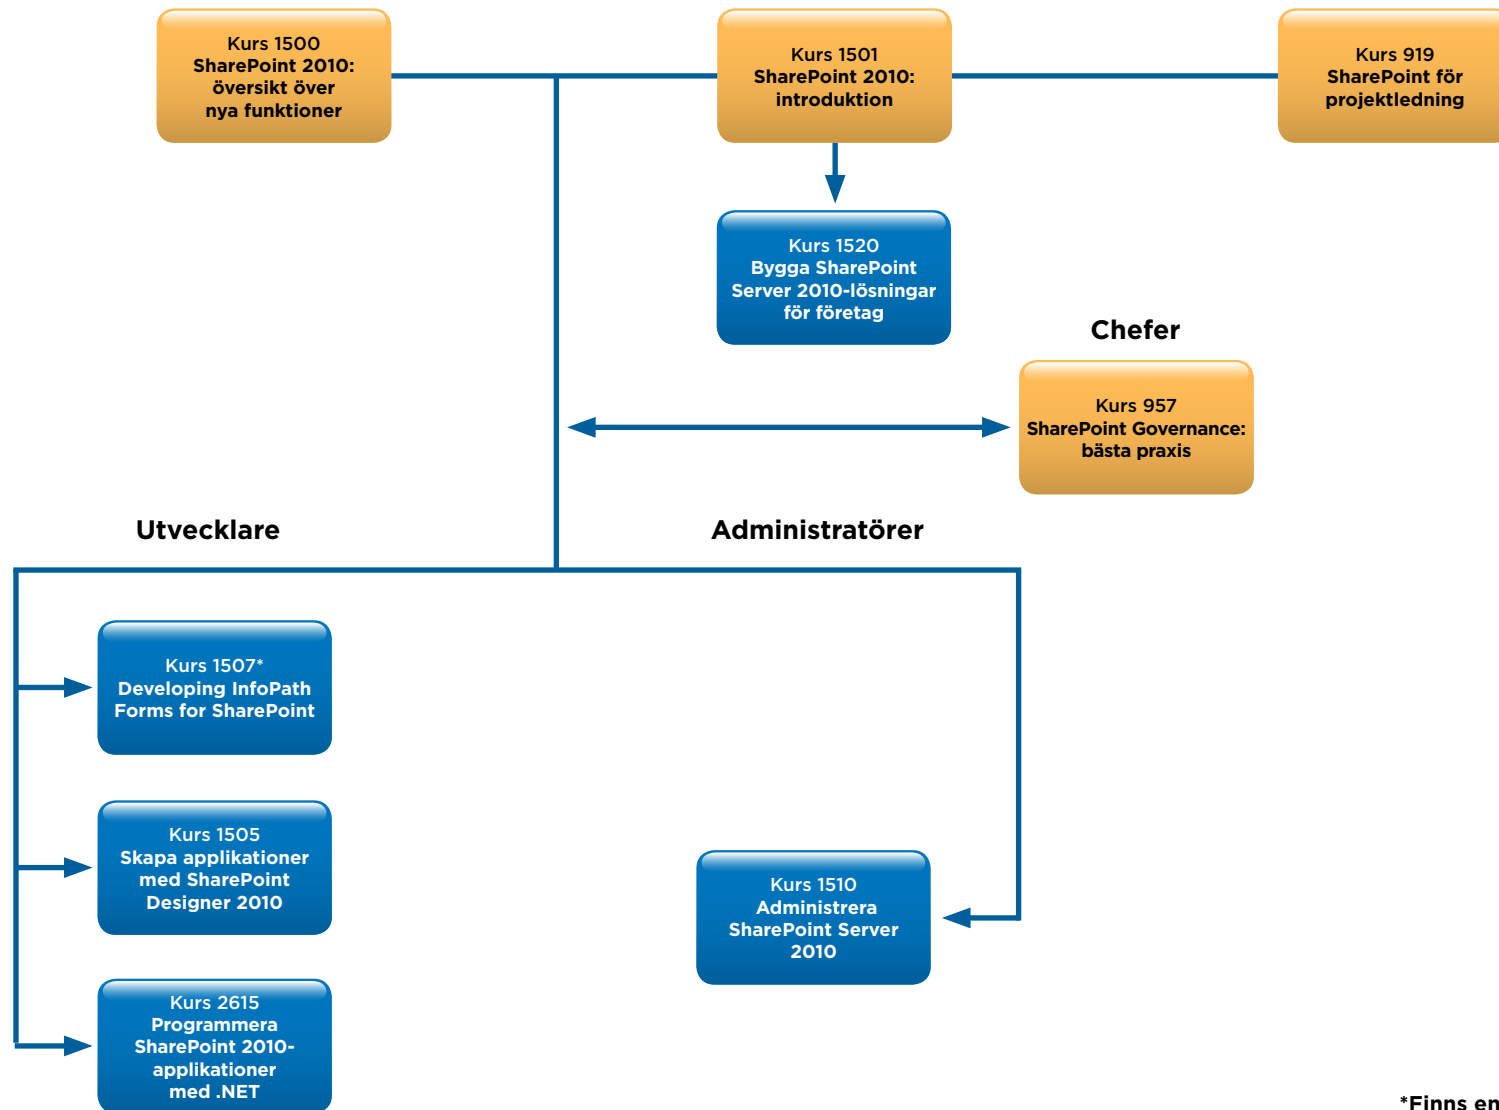 Kurs 1500
SharePoint 2010:
översikt över
nya funktioner
Kurs 1501
SharePoint 2010:
introduktion
Kurs 919
SharePoint för
projektledning
Kurs 1520
Bygga SharePoint
Server 2010-lösningar
för företag
Chefer
Kurs 957
SharePoint Governance:
bästa praxis
Utvecklare
Administratörer
Kurs 1507*
Developing InfoPath
Forms for SharePoint
Kurs 1505
Skapa applikationer
med SharePoint
Designer 2010
Kurs 1510
Administrera
SharePoint Server
2010
Kurs 2615
Programmera
SharePoint 2010-
applikationer
med .NET
*Finns en